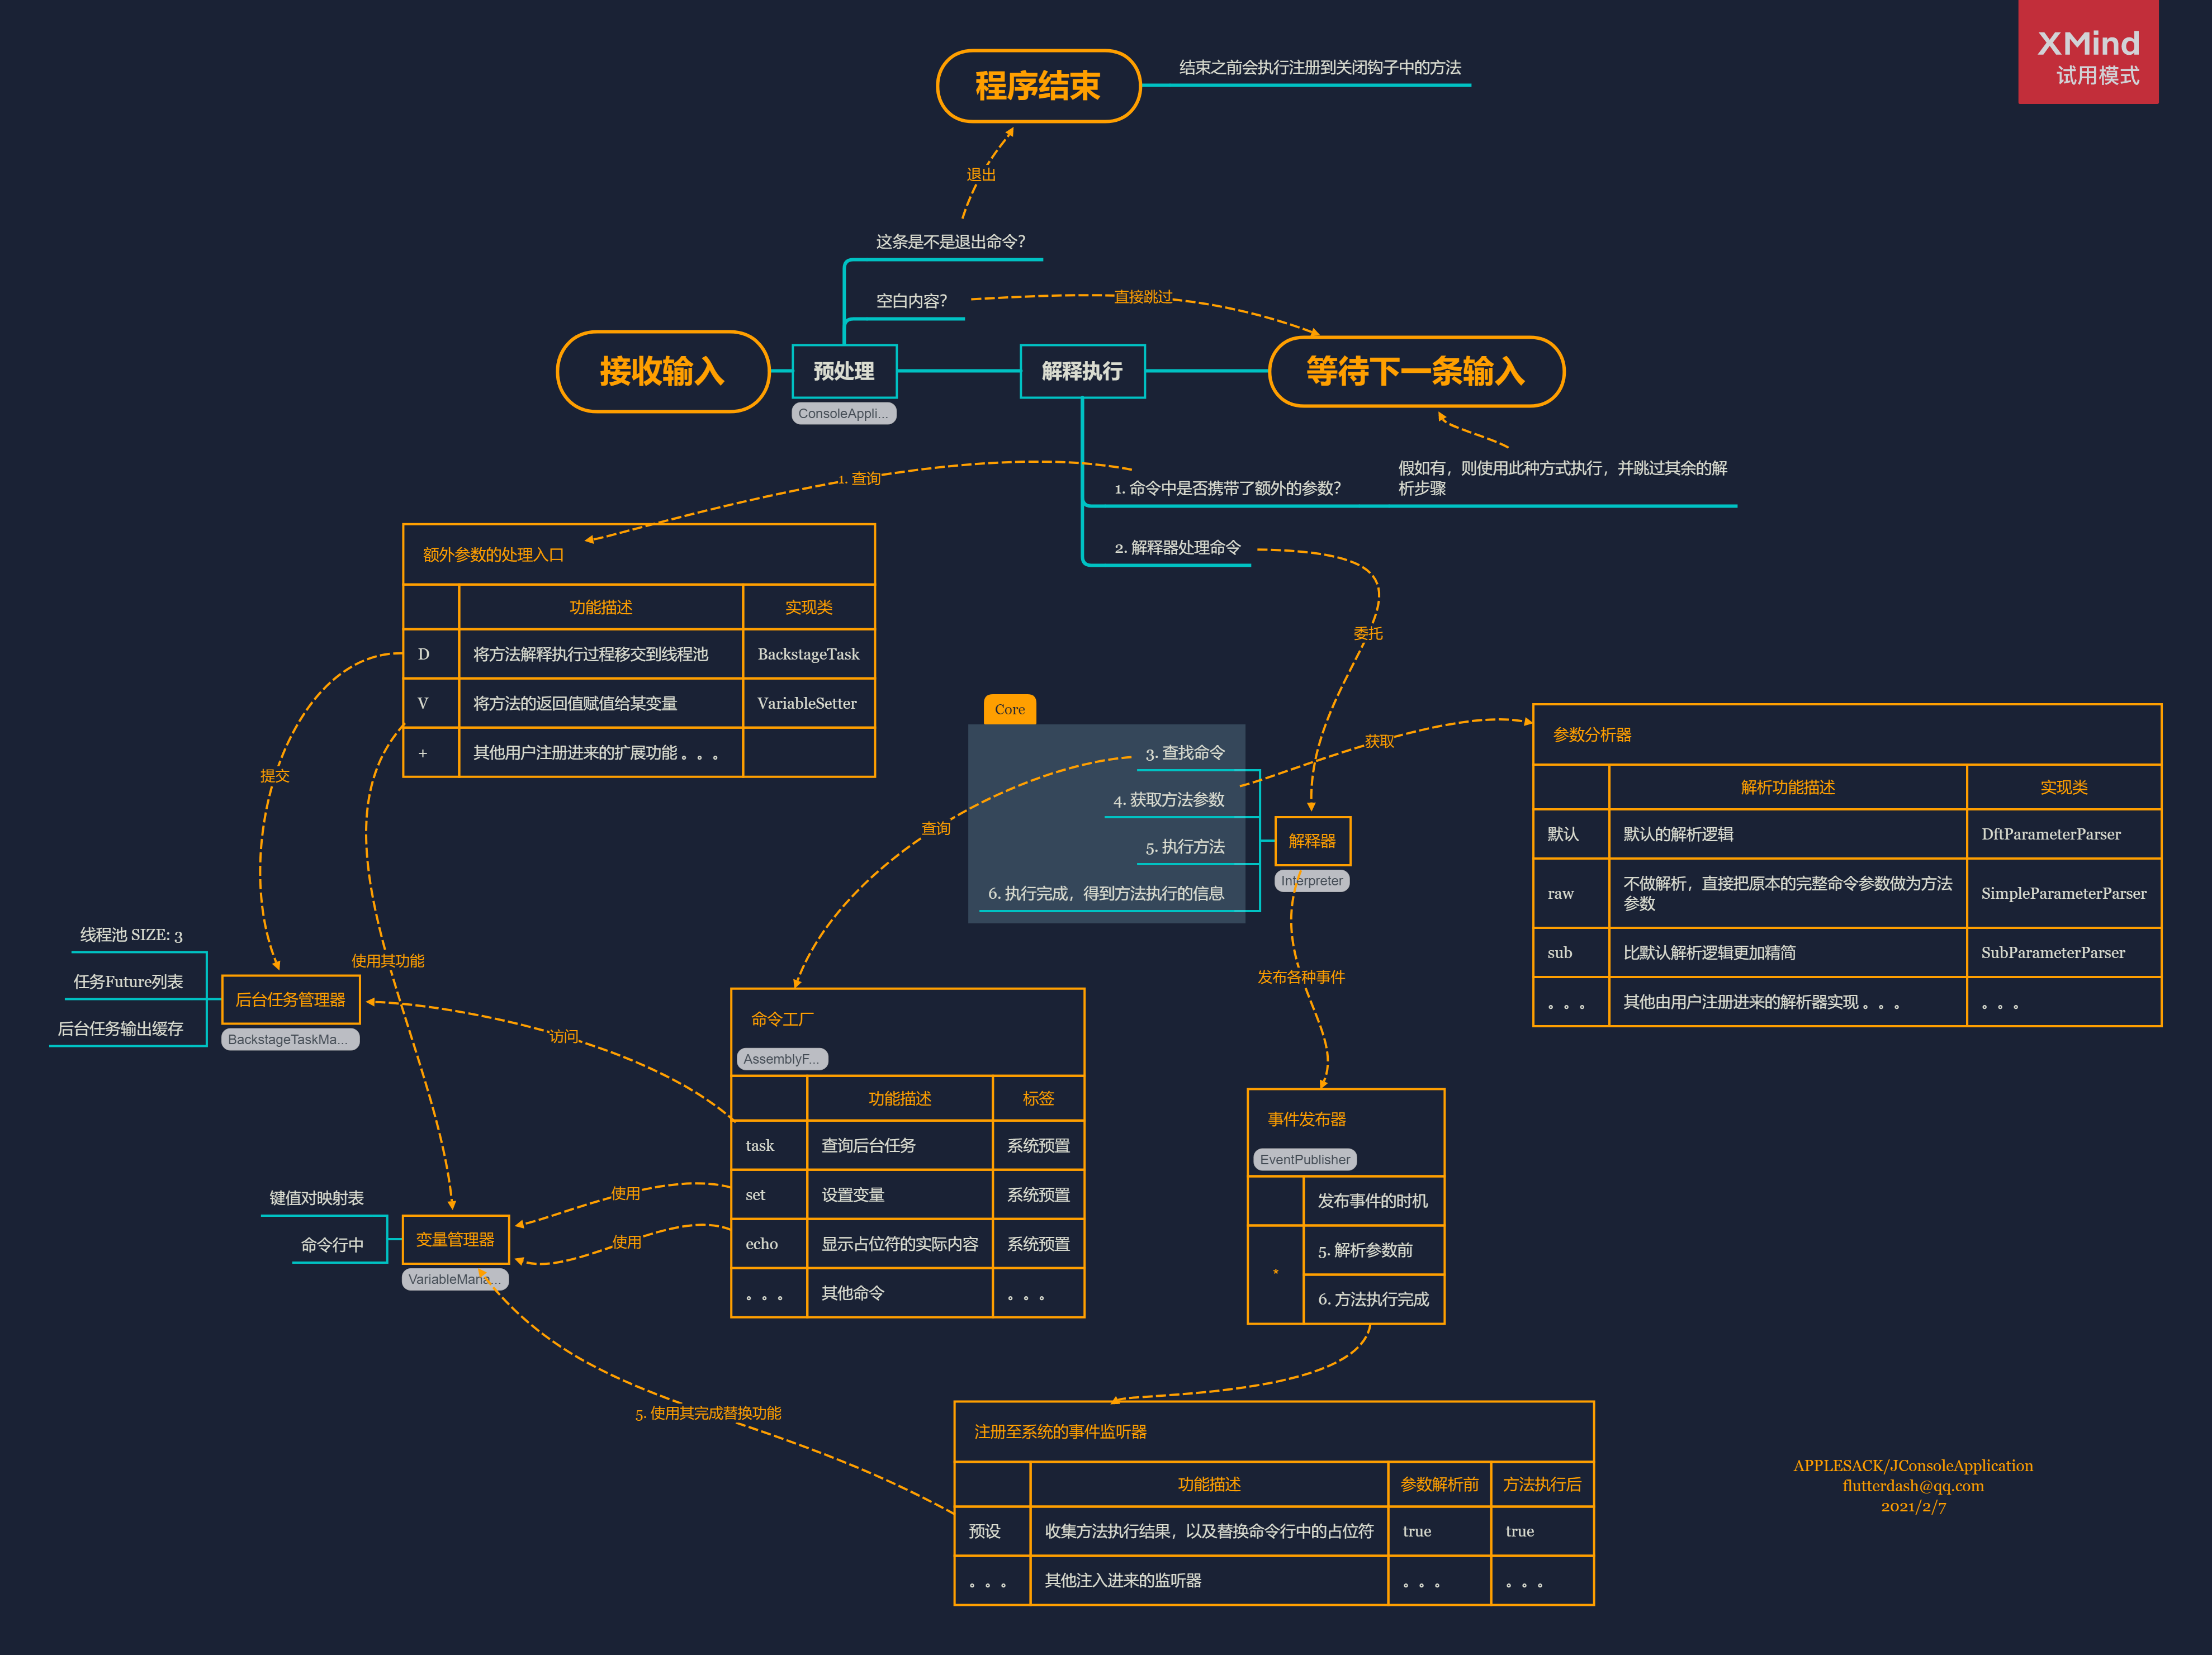 XMind
试用模式
程序结束
结束之前会执行注册到关闭钩子中的方法
退出
这条是不是退出命令?
空白内容?
直接跳过
接收输入
预处理
ConsoleAppli...
解释执行
等待下一条输入
1. 查询
1. 命令中是否携带了额外的参数?
假如有，则使用此种方式执行，并跳过其余的解
析步骤
2. 解释器处理命令
委托
额外参数的处理入口
功能描述 实现类
D 将方法解释执行过程移交到线程池 BackstageTask
V 将方法的返回值赋值给某变量 VariableSetter
+ 其他用户注册进来的扩展功能。。。
提交
使用其功能
Core
3. 查找命令
4. 获取方法参数
5. 执行方法
6. 执行完成，得到方法执行的信息
查询
获取
解释器
Interpreter
发布各种事件
参数分析器
解析功能描述 实现类
默认 默认的解析逻辑 DftParameterParser
raw 不做解析，直接把原本的完整命令参数做为方法
参数 SimpleParameterParser
sub 比默认解析逻辑更加精简 SubParameterParser
。。。 其他由用户注册进来的解析器实现。。。 。。。
线程池 SIZE: 3
任务Future列表
后台任务输出缓存
后台任务管理器
BackstageTaskMa...
访问
命令工厂
AssemblyF...
功能描述 标签
task 查询后台任务 系统预置
set 设置变量 系统预置
echo 显示占位符的实际内容 系统预置
。。。 其他命令 。。。
使用
使用
键值对映射表
命令行中
变量管理器
VariableMana...
事件发布器
EventPublisher
发布事件的时机
* 5. 解析参数前
6. 方法执行完成
5. 使用其完成替换功能
注册至系统的事件监听器
功能描述 参数解析前 方法执行后
预设 收集方法执行结果，以及替换命令行中的占位符 true true
。。。 其他注入进来的监听器 。。。 。。。
APPLESACK/JConsoleApplication
flutterdash@qq.com
2021/2/7